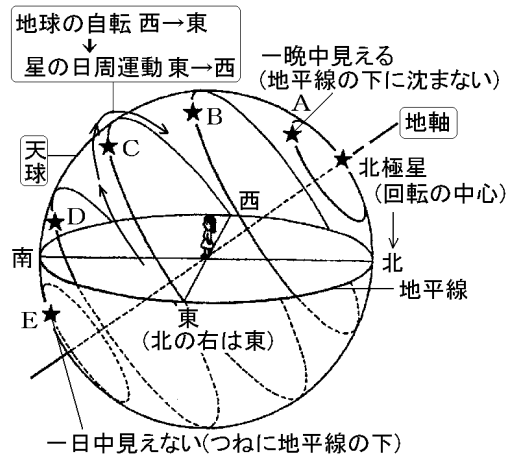 地球の自転 西→東
↓
星の日周運動 東→西
一晩中見える
(地平線の下に沈まない)
A
B
地軸
C
天球
北極星
(回転の中心)
西
D
南
北
地平線
東
(北の右は東)
E
一日中見えない(つねに地平線の下)